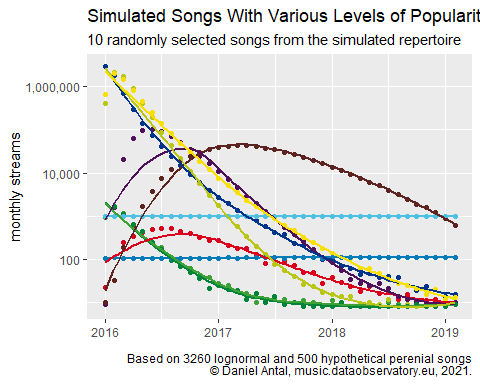 Simulated Songs With Various Levels of Popularit
10 randomly selected songs from the simulated repertoire
monthly streams
1,000,000
10,000
100
2016 2017 2018 2019
Based on 3260 lognormal and 500 hypothetical perenial songs
© Daniel Antal, music.dataobservatory.eu, 2021.